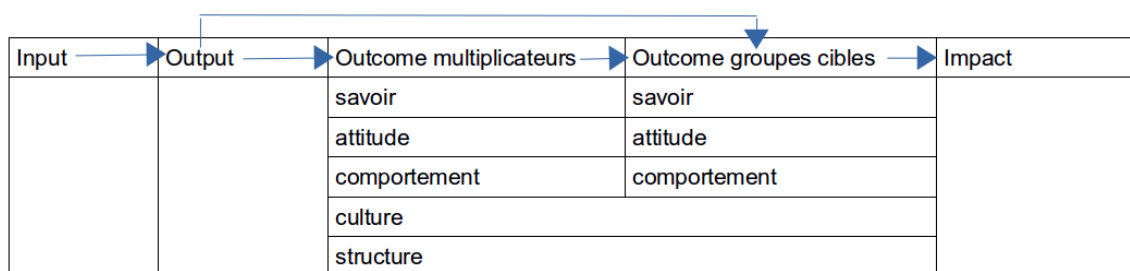 Input Output Outcome multiplicateurs Outcome groupes cibles Impact
savoir savoir
attitude attitude
comportement comportement
culture
structure